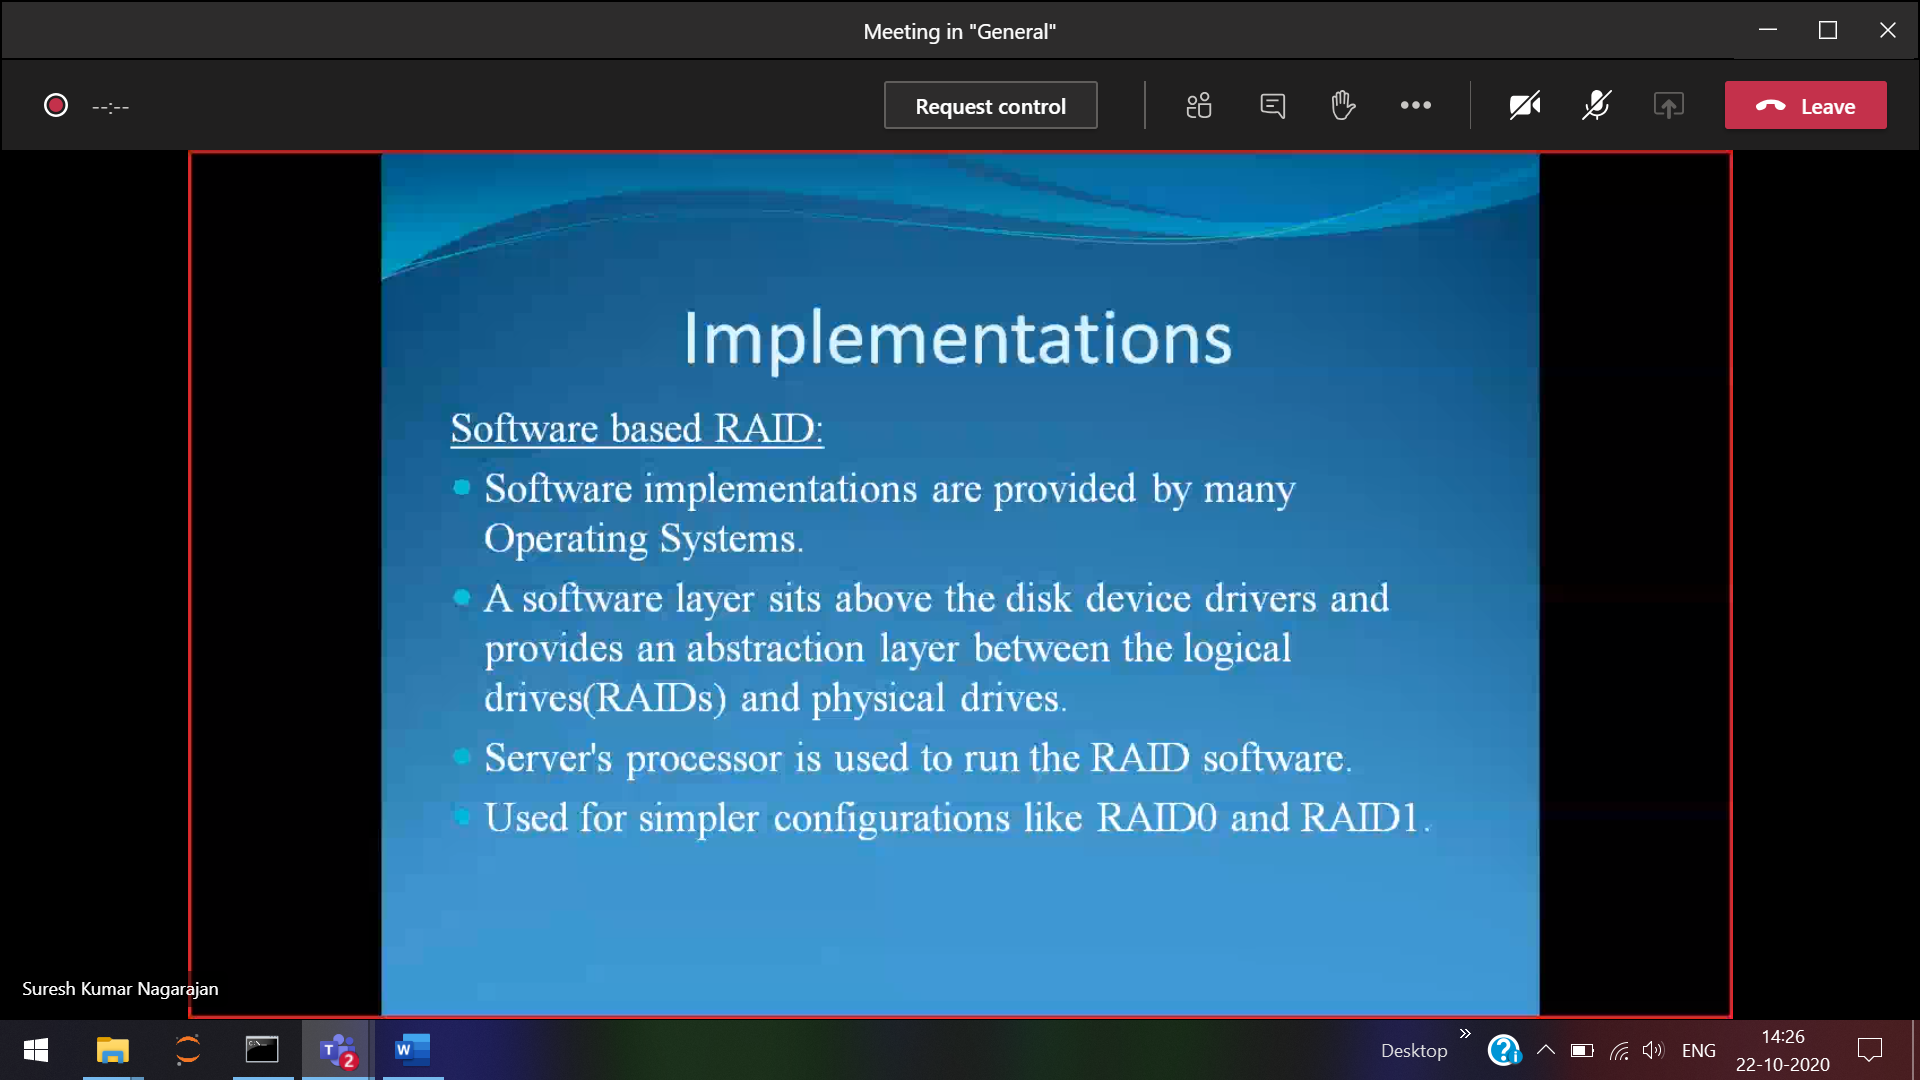 Meeting in "General"
--:--
Request control
Leave
Implementations
Software based RAID:
Software implementations are provided by many
Operating Systems.
A software layer sits above the disk device drivers and
provides an abstraction layer between the logical
drives(RAIDs) and physical drives.
Server's processor is used to run the RAID software.
Used for simpler configurations like RAID0 and RAID1.
Suresh Kumar Nagarajan
T
2
W
Desktop
ENG
14:26
22-10-2020